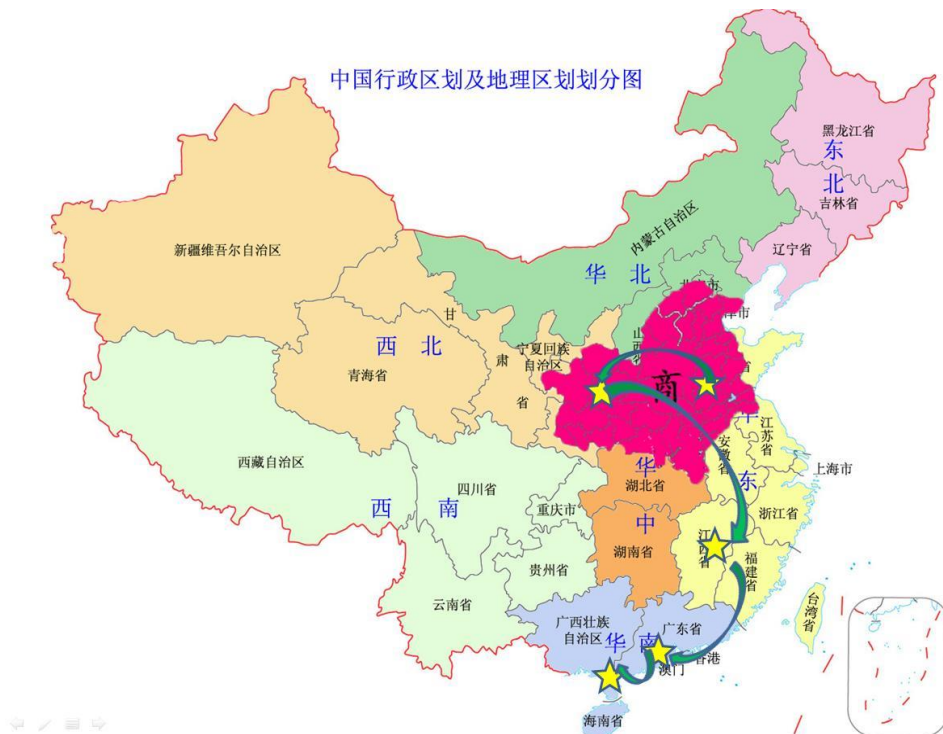 中国行政区划及地理区划划分图
黑龙江省
东
北
吉林省
辽宁省
内蒙古自治区
华 北
新疆维吾尔自治区
甘
肃
省
西 北
宁夏回族
自治区
青海省
商
西藏自治区
四川省
重庆市
西 南
华
湖北省
中
湖南省
安徽省
江苏省
上海市
东
浙江省
福建省
台湾省
贵州省
云南省
广西壮族
自治区
广东省
华 南
香港
澳门
海南省